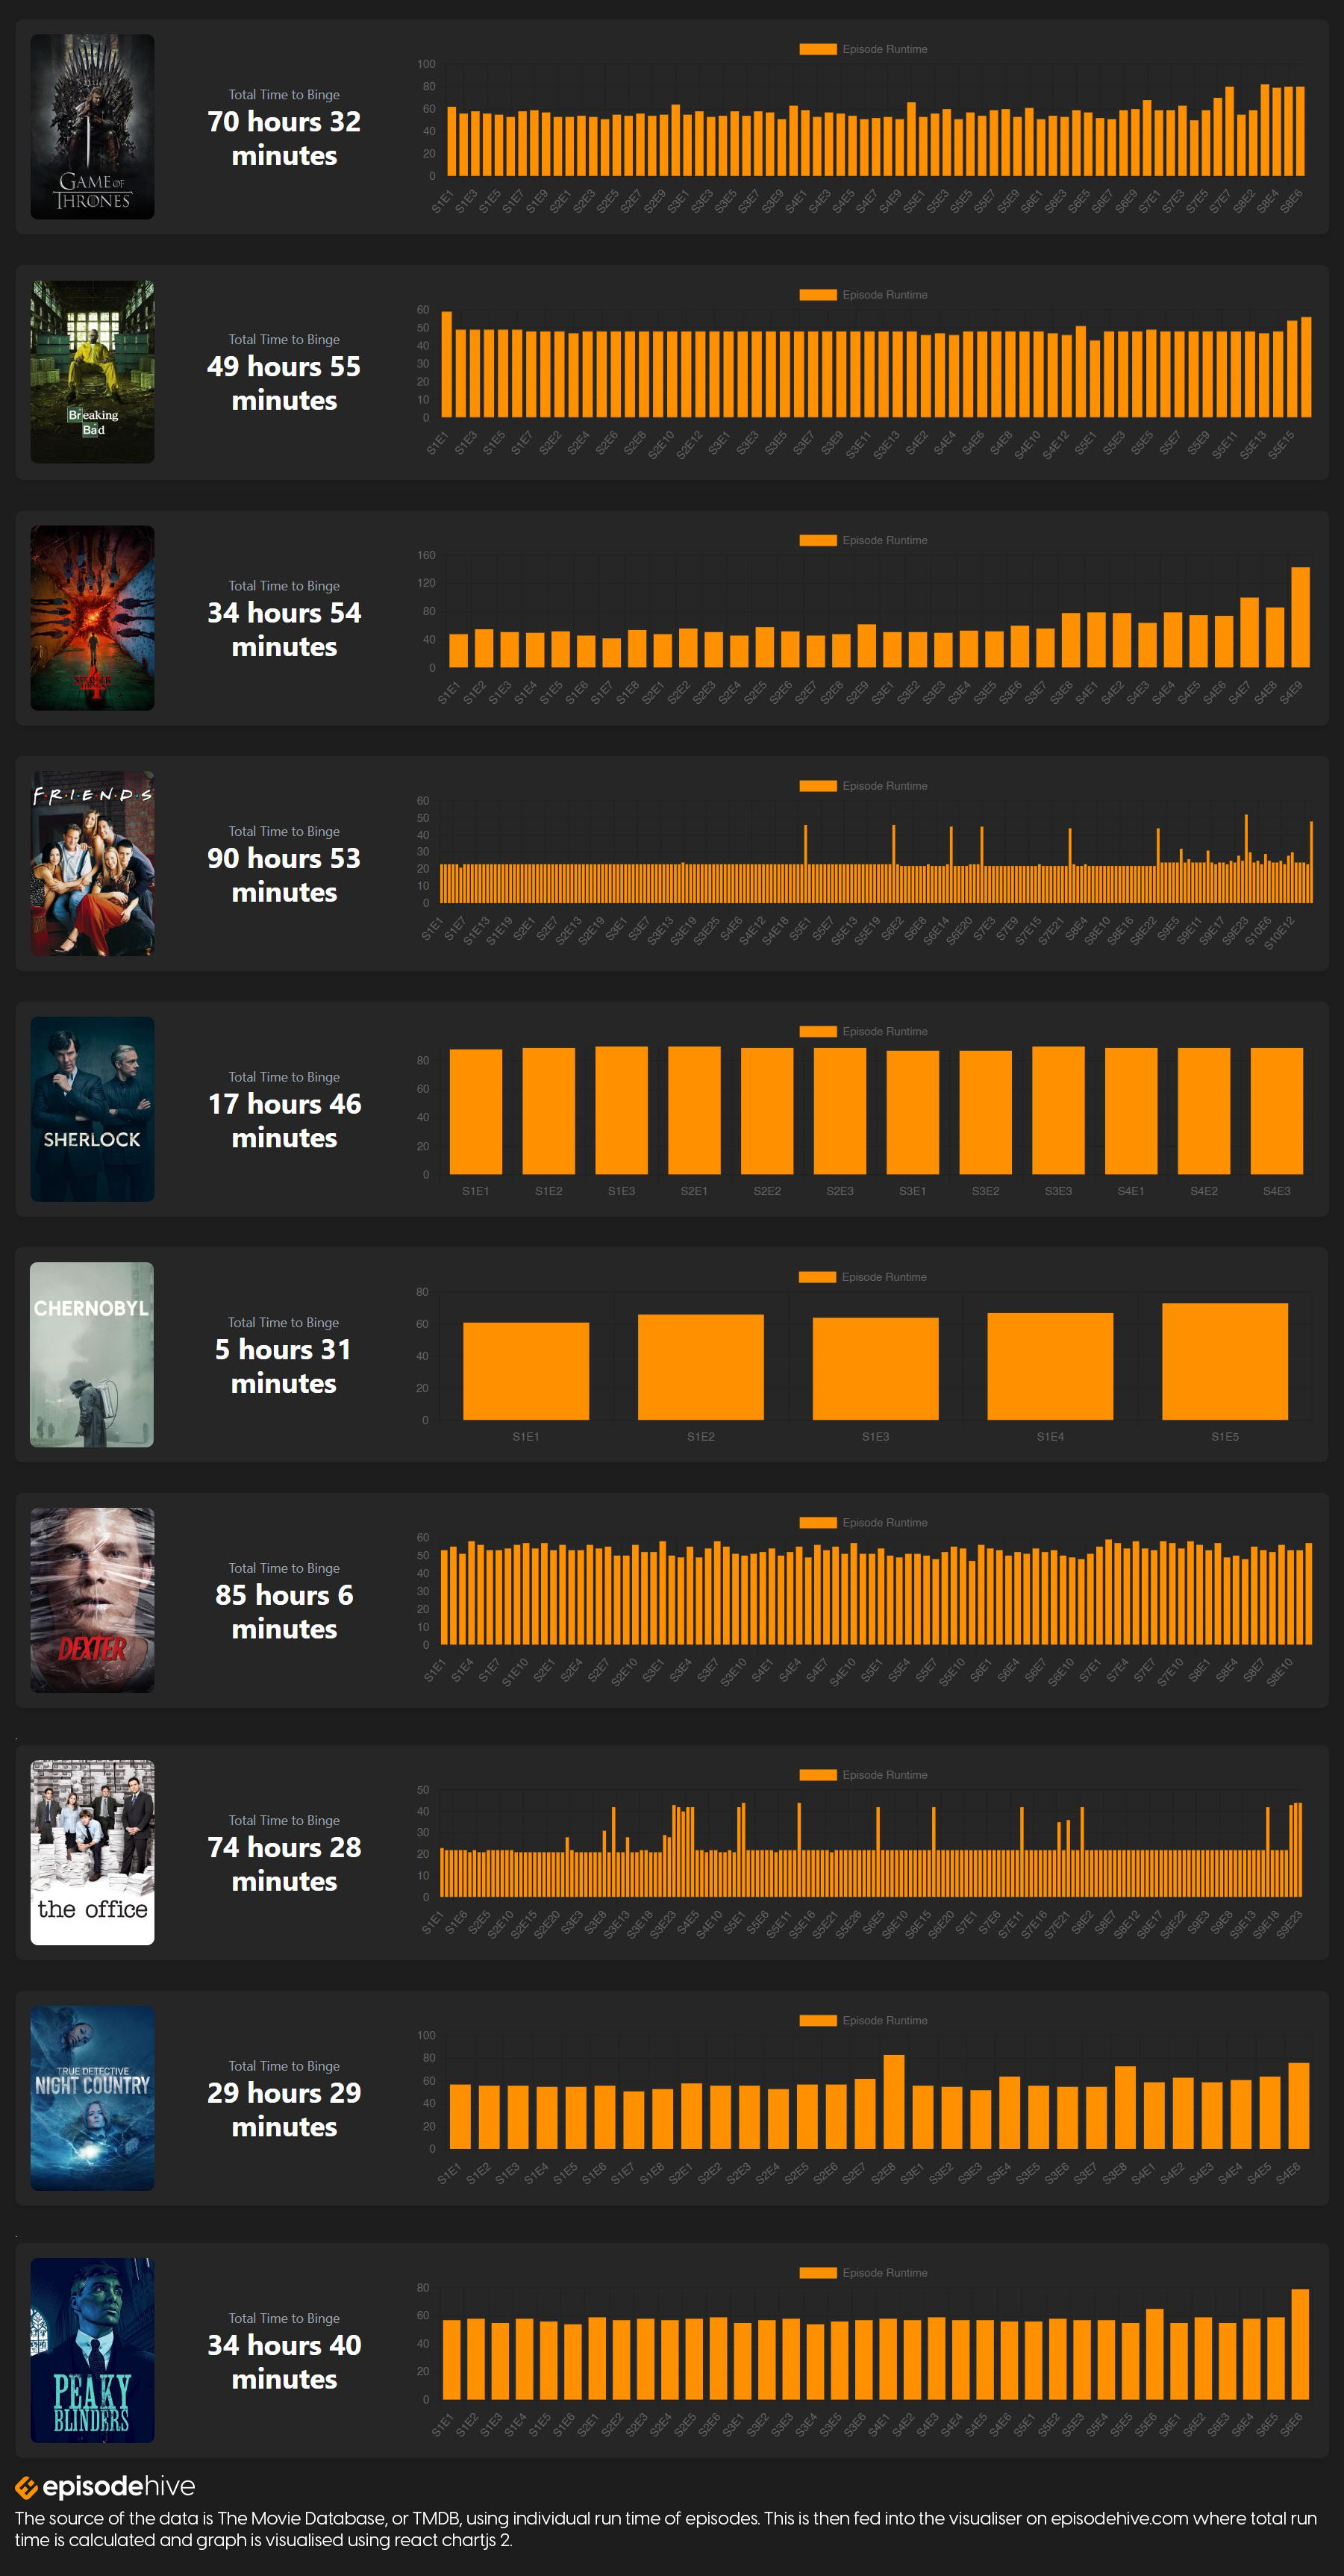 Episode Runtime
GAME OF
THRONES
Total Time to Binge
70 hours 32
minutes
100
80
60
40
20
0
S1E1 S1E3 S1E5 S1E7 S1E9 S2E1 S2E3 S2E5 S2E7 S2E9 S3E1 S3E3 S3E5 S3E7 S3E9 S4E1 S4E3 S4E5 S4E7 S4E9 S5E1 S5E3 S5E5 S5E7 S5E9 S6E1 S6E3 S6E5 S6E7 S6E9 S7E1 S7E3 S7E5 S7E7 S8E2 S8E4 S8E6
Episode Runtime
Breaking
Bad
Total Time to Binge
49 hours 55
minutes
60
50
40
30
20
10
0
S1E1 S1E3 S1E5 S1E7 S2E2 S2E4 S2E6 S2E8 S2E10 S2E12 S3E1 S3E3 S3E5 S3E7 S3E9 S3E11 S3E13 S4E2 S4E4 S4E6 S4E8 S4E10 S4E12 S5E1 S5E3 S5E5 S5E7 S5E9 S5E11 S5E13 S5E15
Episode Runtime
Total Time to Binge
34 hours 54
minutes
160
120
80
40
0
S1E1 S1E2 S1E3 S1E4 S1E5 S1E6 S1E7 S1E8 S2E1 S2E2 S2E3 S2E4 S2E5 S2E6 S2E7 S2E8 S2E9 S3E1 S3E2 S3E3 S3E4 S3E5 S3E6 S3E7 S3E8 S4E1 S4E2 S4E3 S4E4 S4E5 S4E6 S4E7 S4E8 S4E9
Episode Runtime
F·R·I·E·N·D·S
Total Time to Binge
90 hours 53
minutes
60
50
40
30
20
10
0
S1E1 S1E7 S1E13 S1E19 S2E1 S2E7 S2E13 S2E19 S3E1 S3E7 S3E13 S3E19 S3E25 S4E6 S4E12 S4E18 S5E1 S5E7 S5E13 S5E19 S6E2 S6E8 S6E14 S6E20 S7E3 S7E9 S7E15 S7E21 S8E4 S8E10 S8E16 S8E22 S9E5 S9E11 S9E17 S9E23 S10E6 S10E12
Episode Runtime
SHERLOCK
Total Time to Binge
17 hours 46
minutes
80
60
40
20
0
S1E1 S1E2 S1E3 S2E1 S2E2 S2E3 S3E1 S3E2 S3E3 S4E1 S4E2 S4E3
Episode Runtime
CHERNOBYL
Total Time to Binge
5 hours 31
minutes
80
60
40
20
0
S1E1 S1E2 S1E3 S1E4 S1E5
Episode Runtime
DEXTER
Total Time to Binge
85 hours 6
minutes
60
50
40
30
20
10
0
S1E1 S1E4 S1E7 S1E10 S2E1 S2E4 S2E7 S2E10 S3E1 S3E4 S3E7 S3E10 S4E1 S4E4 S4E7 S4E10 S5E1 S5E4 S5E7 S5E10 S6E1 S6E4 S6E7 S6E10 S7E1 S7E4 S7E7 S7E10 S8E1 S8E4 S8E7 S8E10
Episode Runtime
the office
Total Time to Binge
74 hours 28
minutes
50
40
30
20
10
0
S1E1 S1E6 S2E5 S2E10 S2E15 S2E20 S3E3 S3E8 S3E13 S3E18 S3E23 S4E5 S4E10 S5E1 S5E6 S5E11 S5E16 S5E21 S5E26 S6E5 S6E10 S6E15 S6E20 S7E1 S7E6 S7E11 S7E16 S7E21 S8E2 S8E7 S8E12 S8E17 S8E22 S9E3 S9E8 S9E13 S9E18 S9E23
Episode Runtime
TRUE DETECTIVE
NIGHT COUNTRY
Total Time to Binge
29 hours 29
minutes
100
80
60
40
20
0
S1E1 S1E2 S1E3 S1E4 S1E5 S1E6 S1E7 S1E8 S2E1 S2E2 S2E3 S2E4 S2E5 S2E6 S2E7 S2E8 S3E1 S3E2 S3E3 S3E4 S3E5 S3E6 S3E7 S3E8 S4E1 S4E2 S4E3 S4E4 S4E5 S4E6
Episode Runtime
PEAKY
BLINDERS
Total Time to Binge
34 hours 40
minutes
80
60
40
20
0
S1E1 S1E2 S1E3 S1E4 S1E5 S1E6 S2E1 S2E2 S2E3 S2E4 S2E5 S2E6 S3E1 S3E2 S3E3 S3E4 S3E5 S3E6 S4E1 S4E2 S4E3 S4E4 S4E5 S4E6 S5E1 S5E2 S5E3 S5E4 S5E5 S5E6 S6E1 S6E2 S6E3 S6E4 S6E5 S6E6
episodehive
The source of the data is The Movie Database, or TMDB, using individual run time of episodes. This is then fed into the visualiser on episodehive.com where total run
time is calculated and graph is visualised using react chartjs 2.